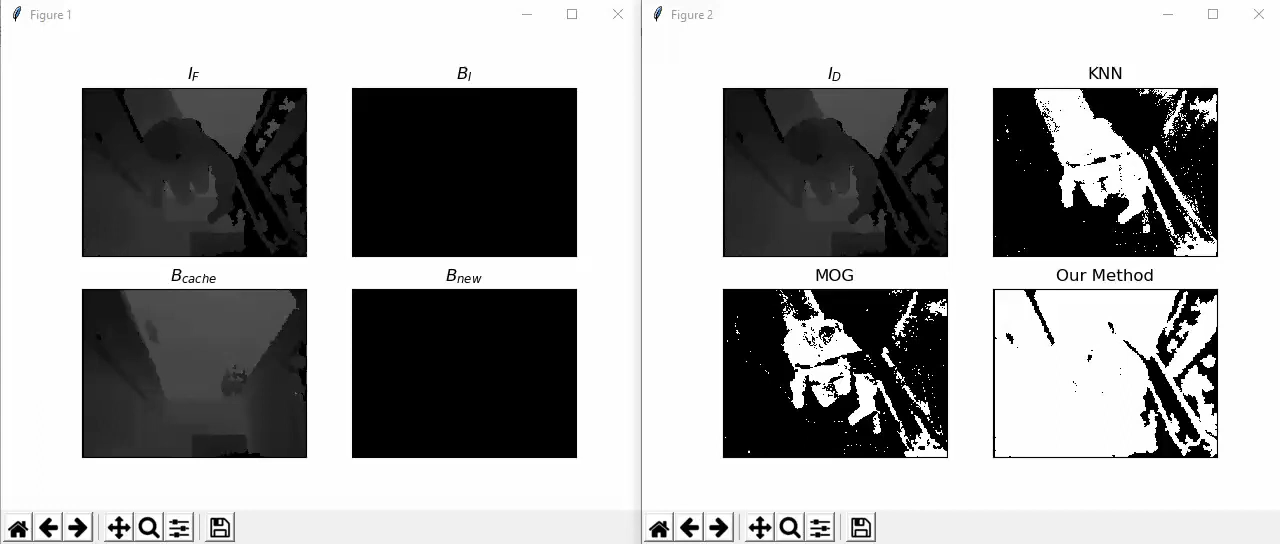 Figure 1
I_F
B_I
B_cache
B_new
Figure 2
I_D
KNN
MOG
Our Method